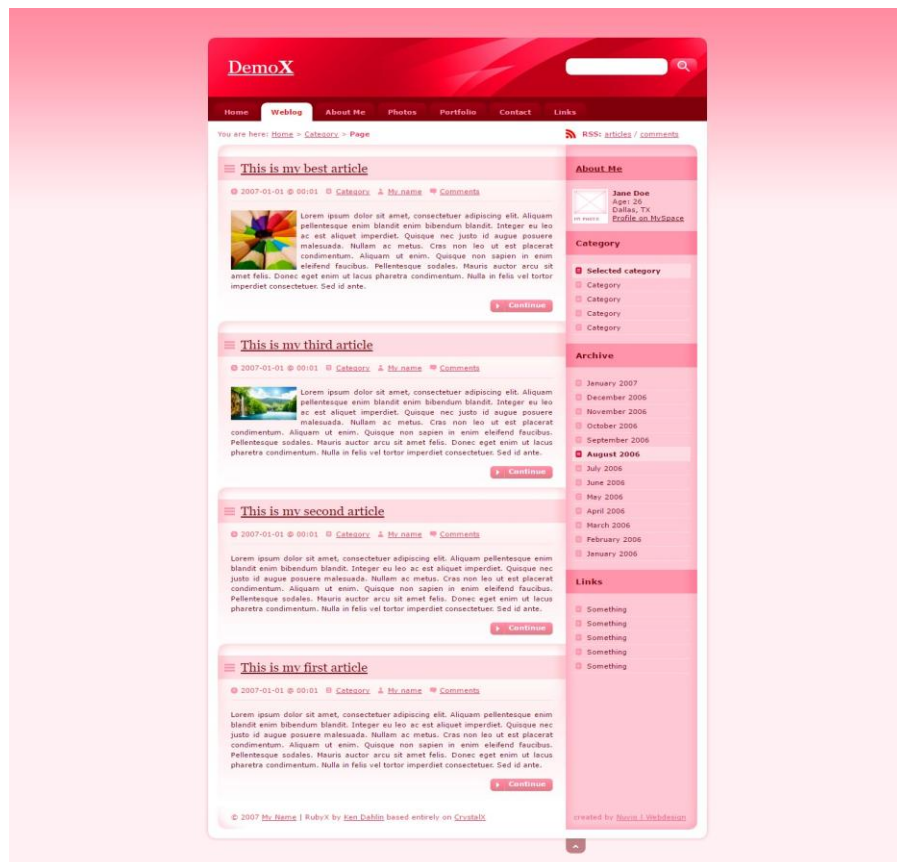 DemoX
Home Weblog About Me Photos Portfolio Contact Links
You are here: Home > Category > Page
RSS: articles / comments
This is my best article
2007-01-01 @ 00:01 Category My name Comments
Lorem ipsum dolor sit amet, consectetuer adipiscing elit. Aliquam
pellentesque enim blandit enim bibendum blandit. Integer eu leo
ac est aliquet imperdiet. Quisque nec justo id augue posuere
malesuada. Nullam ac metus. Cras non leo ut est placerat
condimentum. Aliquam ut enim. Quisque non sapien in enim
eleifend faucibus. Pellentesque sodales. Mauris auctor arcu sit
amet felis. Donec eget enim ut lacus pharetra condimentum. Nulla in felis vel tortor
imperdiet consectetuer. Sed id ante.
Continue
This is my third article
2007-01-01 @ 00:01 Category My name Comments
Lorem ipsum dolor sit amet, consectetuer adipiscing elit. Aliquam
pellentesque enim blandit enim bibendum blandit. Integer eu leo
ac est aliquet imperdiet. Quisque nec justo id augue posuere
malesuada. Nullam ac metus. Cras non leo ut est placerat
condimentum. Aliquam ut enim. Quisque non sapien in enim eleifend faucibus.
Pellentesque sodales. Mauris auctor arcu sit amet felis. Donec eget enim ut lacus
pharetra condimentum. Nulla in felis vel tortor imperdiet consectetuer. Sed id ante.
Continue
This is my second article
2007-01-01 @ 00:01 Category My name Comments
Lorem ipsum dolor sit amet, consectetuer adipiscing elit. Aliquam pellentesque enim
blandit enim bibendum blandit. Integer eu leo ac est aliquet imperdiet. Quisque nec
justo id augue posuere malesuada. Nullam ac metus. Cras non leo ut est placerat
condimentum. Aliquam ut enim. Quisque non sapien in enim eleifend faucibus.
Pellentesque sodales. Mauris auctor arcu sit amet felis. Donec eget enim ut lacus
pharetra condimentum. Nulla in felis vel tortor imperdiet consectetuer. Sed id ante.
Continue
This is my first article
2007-01-01 @ 00:01 Category My name Comments
Lorem ipsum dolor sit amet, consectetuer adipiscing elit. Aliquam pellentesque enim
blandit enim bibendum blandit. Integer eu leo ac est aliquet imperdiet. Quisque nec
justo id augue posuere malesuada. Nullam ac metus. Cras non leo ut est placerat
condimentum. Aliquam ut enim. Quisque non sapien in enim eleifend faucibus.
Pellentesque sodales. Mauris auctor arcu sit amet felis. Donec eget enim ut lacus
pharetra condimentum. Nulla in felis vel tortor imperdiet consectetuer. Sed id ante.
Continue
© 2007 My Name | RubyX by Ken Dahlin based entirely on CrystalX
About Me
MY PHOTO
Jane Doe
Age: 26
Dallas, TX
Profile on MySpace
Category
Selected category
Category
Category
Category
Category
Archive
January 2007
December 2006
November 2006
October 2006
September 2006
August 2006
July 2006
June 2006
May 2006
April 2006
March 2006
February 2006
January 2006
Links
Something
Something
Something
Something
Something
created by Nuvio | Webdesign